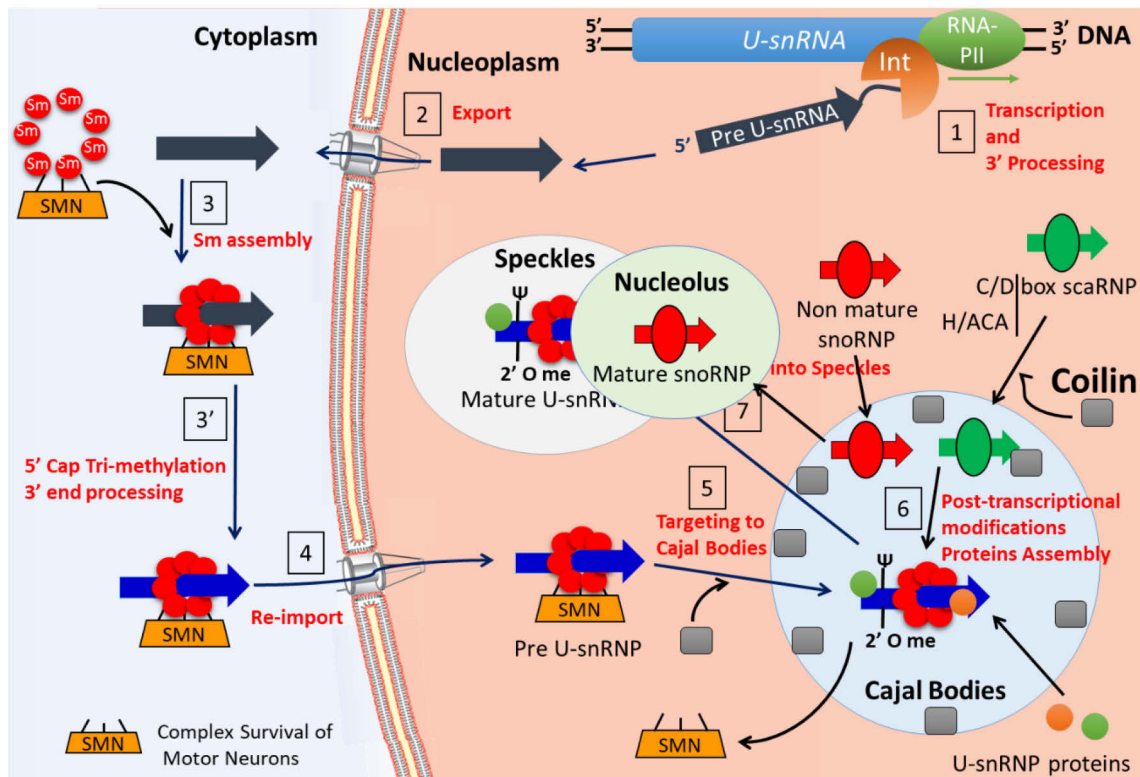 Cytoplasm
Nucleoplasm
5’
3’
U-snRNA
RNA-
PII
3’
5’
DNA
Int
Sm
Sm
Sm
Sm
Sm
Sm
Sm
SMN
2
Export
5’
Pre U-snRNA
1
Transcription
and
3’ Processing
3
Sm assembly
SMN
Speckles
Ψ
2’ O me
Mature U-snRN
Nucleolus
Mature snoRNP
Non mature
snoRNP
into Speckles
C/D box scaRNP
H/ACA
Coilin
3’
5’ Cap Tri-methylation
3’ end processing
7
5
Targeting to
Cajal Bodies
6
Post-transcriptional
modifications
Proteins Assembly
4
Re-import
SMN
SMN
Pre U-snRNP
Ψ
2’ O me
Cajal Bodies
SMN
Complex Survival of
Motor Neurons
SMN
U-snRNP proteins